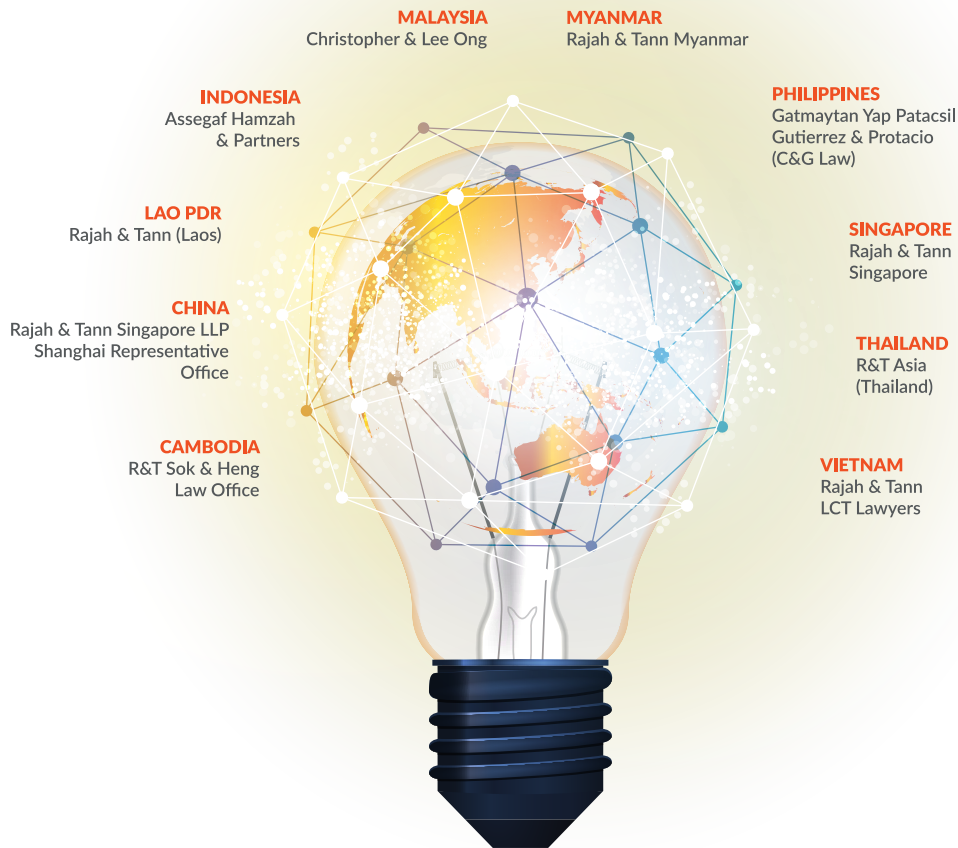 MALAYSIA
Christopher & Lee Ong
MYANMAR
Rajah & Tann Myanmar
INDONESIA
Assegaf Hamzah
& Partners
PHILIPPINES
Gatmaytan Yap Patacsil
Gutierrez & Protacio
(C&G Law)
LAO PDR
Rajah & Tann (Laos)
SINGAPORE
Rajah & Tann
Singapore
CHINA
Rajah & Tann Singapore LLP
Shanghai Representative
Office
THAILAND
R&T Asia
(Thailand)
CAMBODIA
R&T Sok & Heng
Law Office
VIETNAM
Rajah & Tann
LCT Lawyers